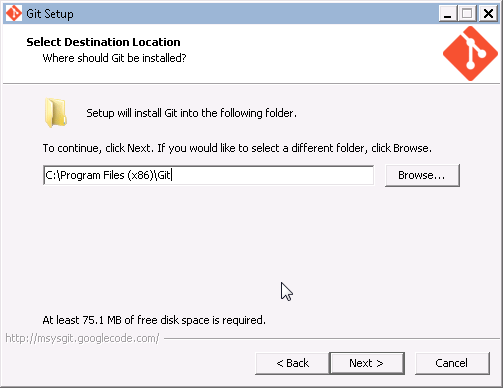 Git Setup
Select Destination Location
Where should Git be installed?
Setup will install Git into the following folder.
To continue, click Next. If you would like to select a different folder, click Browse.
C:\Program Files (x86)\Git
Browse...
At least 75.1 MB of free disk space is required.
http://msysgit.googlecode.com/
< Back
Next >
Cancel